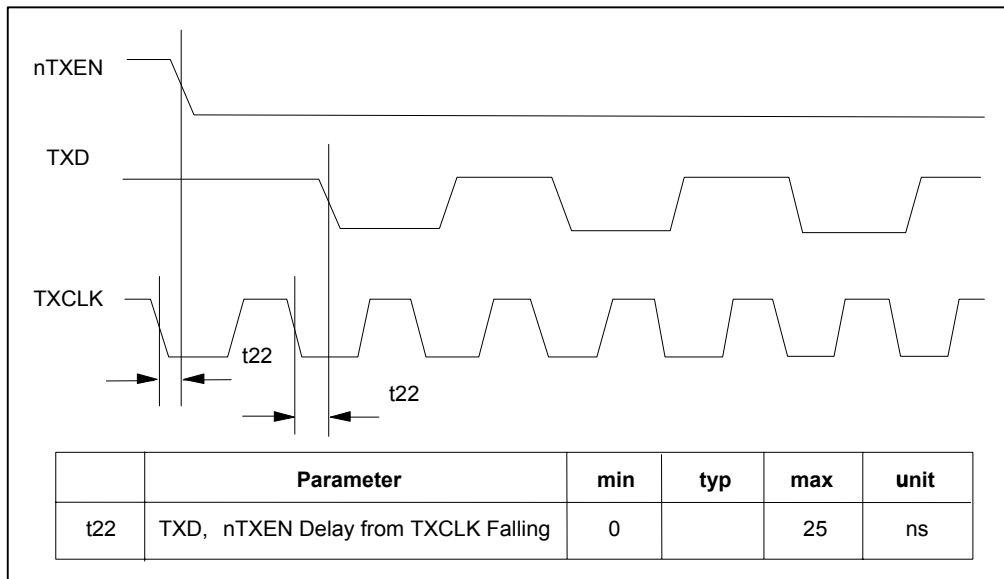 nTXEN
TXD
TXCLK
t22
t22
Parameter min typ max unit
t22 TXD, nTXEN Delay from TXCLK Falling 0 25 ns